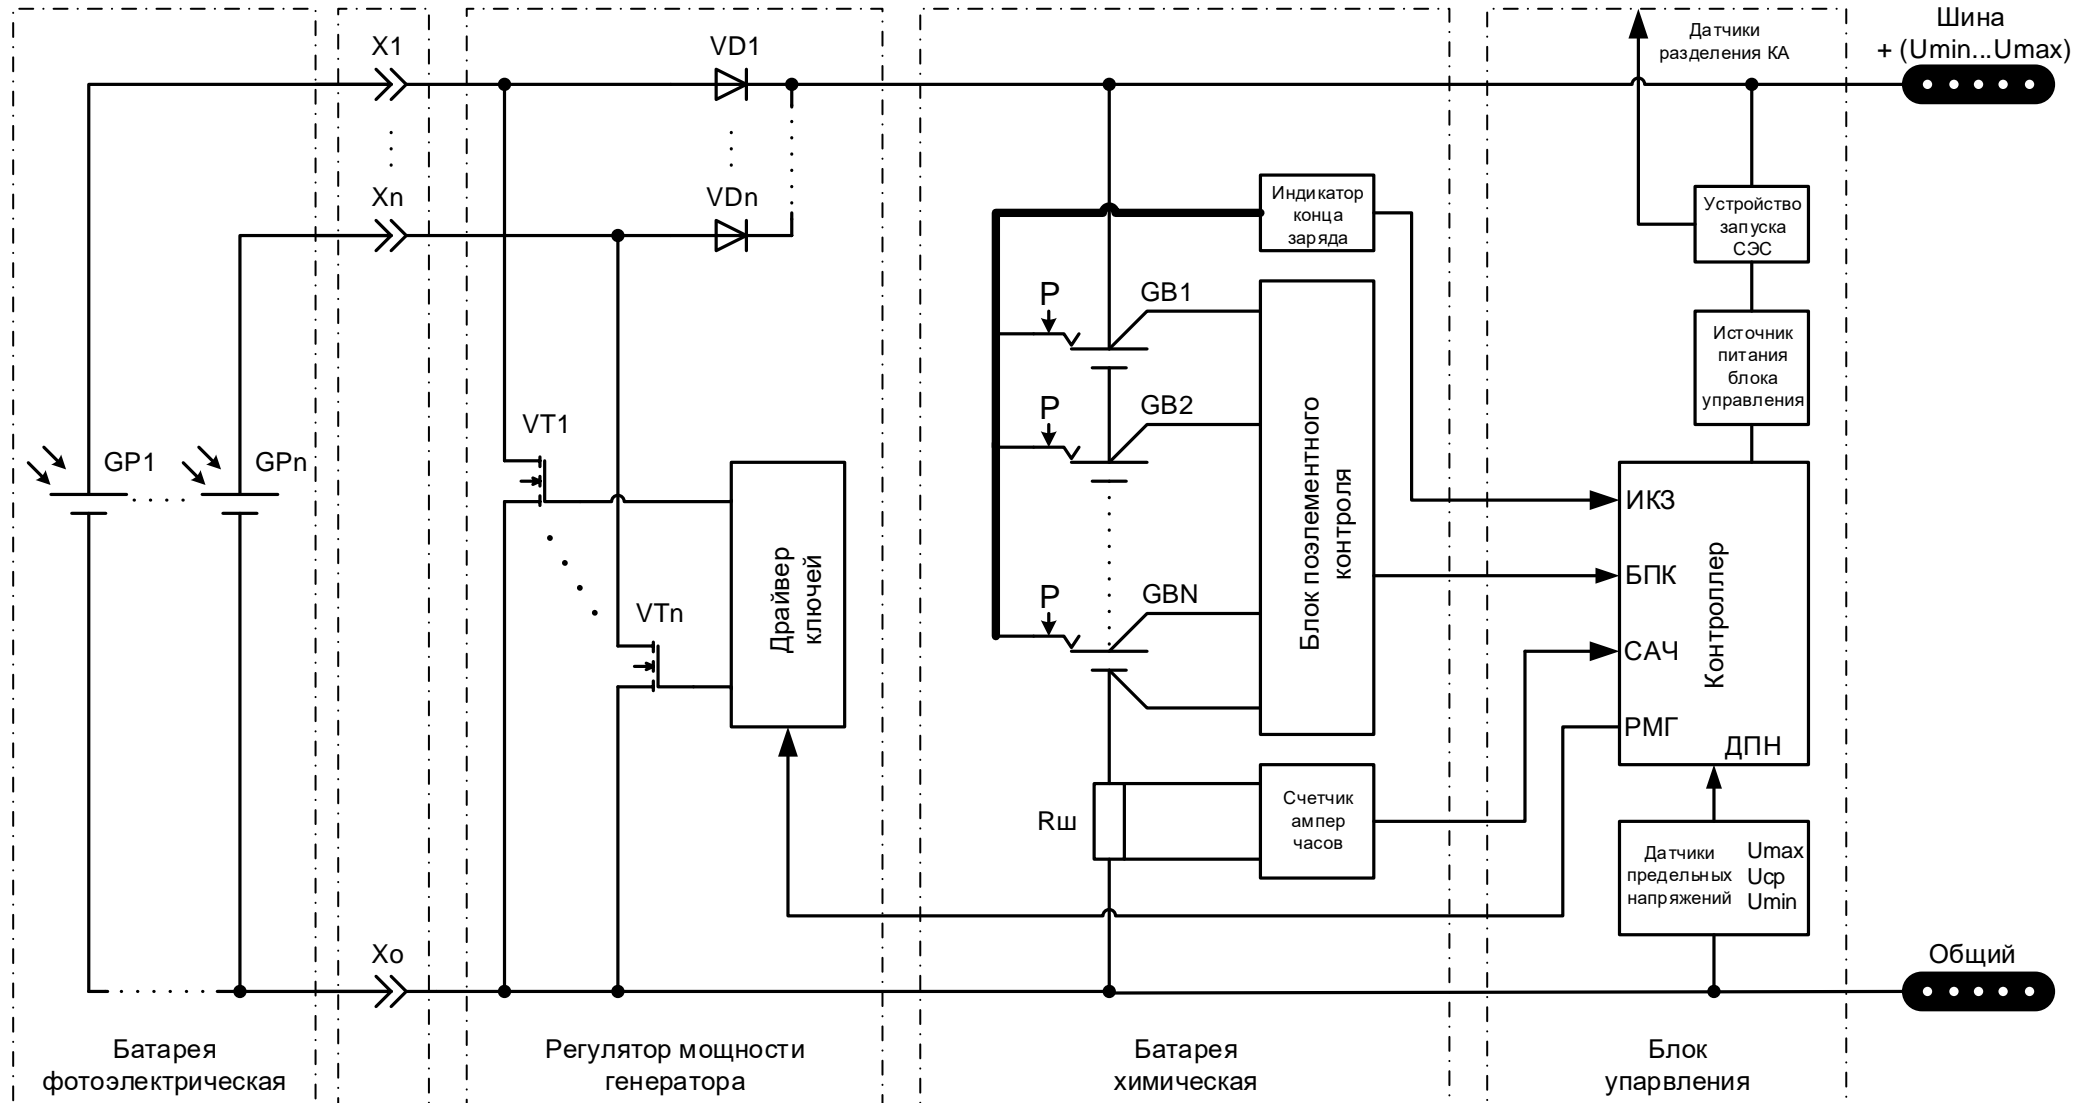 X1
Xn
Xo
VD1
VDn
GP1
GPn
VT1
VTn
Драйвер
ключей
Индикатор
конца
заряда
P
GB1
P
GB2
P
GBN
Блок поэлементного
контроля
Rш
Счетчик
ампер
часов
Датчики
разделения КА
Шина
+ (Umin...Umax)
Устройство
запуска
СЭС
Источник
питания
блока
управления
ИКЗ
БПК
САЧ
РМГ
ДПН
Контроллер
Датчики
предельных
напряжений
Umax
Uср
Umin
Общий
Батарея
фотоэлектрическая
Регулятор мощности
генератора
Батарея
химическая
Блок
упарвления